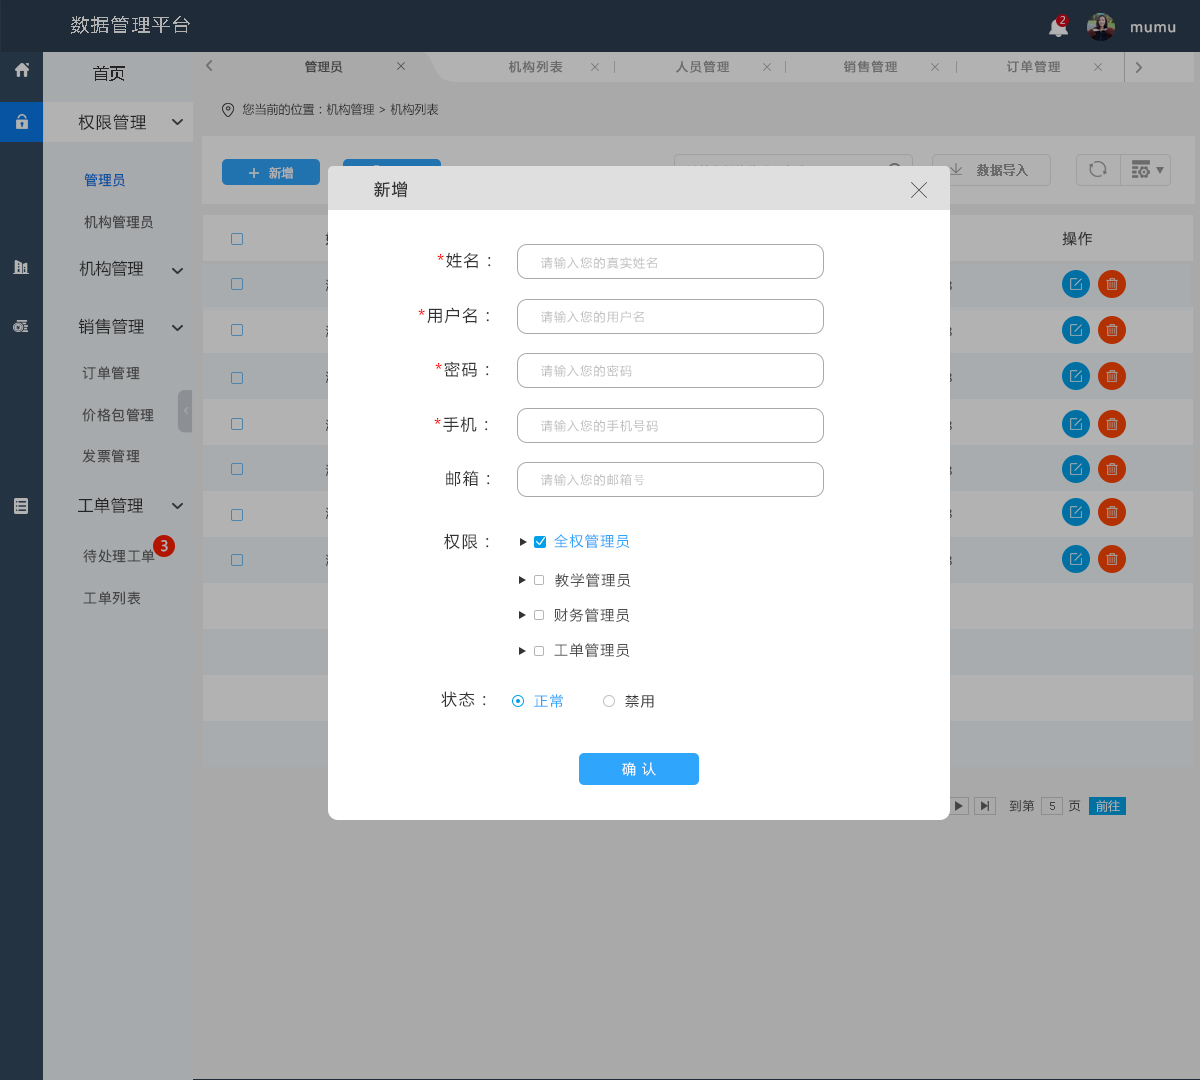 数据管理平台
2
mumu
首页
管理员
机构列表
人员管理
销售管理
订单管理
您当前的位置：机构管理 > 机构列表
权限管理
管理员
机构管理员
机构管理
销售管理
订单管理
价格包管理
发票管理
工单管理
待处理工单
3
工单列表
+ 新增
数据导入
操作
新增
*姓名：
请输入您的真实姓名
*用户名：
请输入您的用户名
*密码：
请输入您的密码
*手机：
请输入您的手机号码
邮箱：
请输入您的邮箱号
权限：
全权管理员
教学管理员
财务管理员
工单管理员
状态：
正常
禁用
确 认
到第 5 页 前往